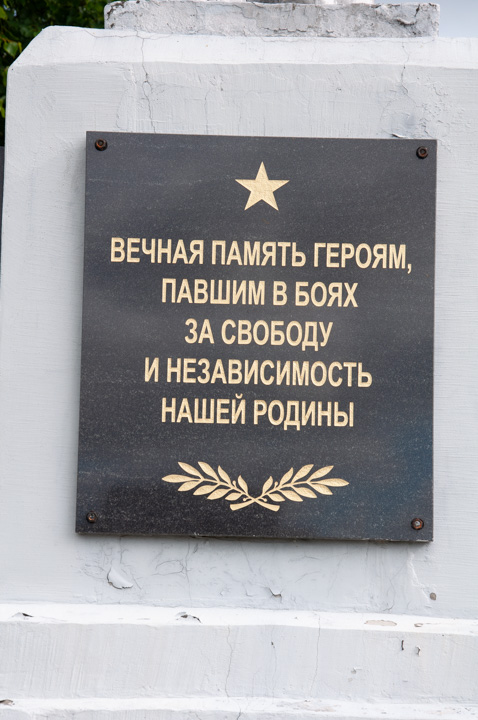 ВЕЧНАЯ ПАМЯТЬ ГЕРОЯМ,
ПАВШИМ В БОЯХ
ЗА СВОБОДУ
И НЕЗАВИСИМОСТЬ
НАШЕЙ РОДИНЫ